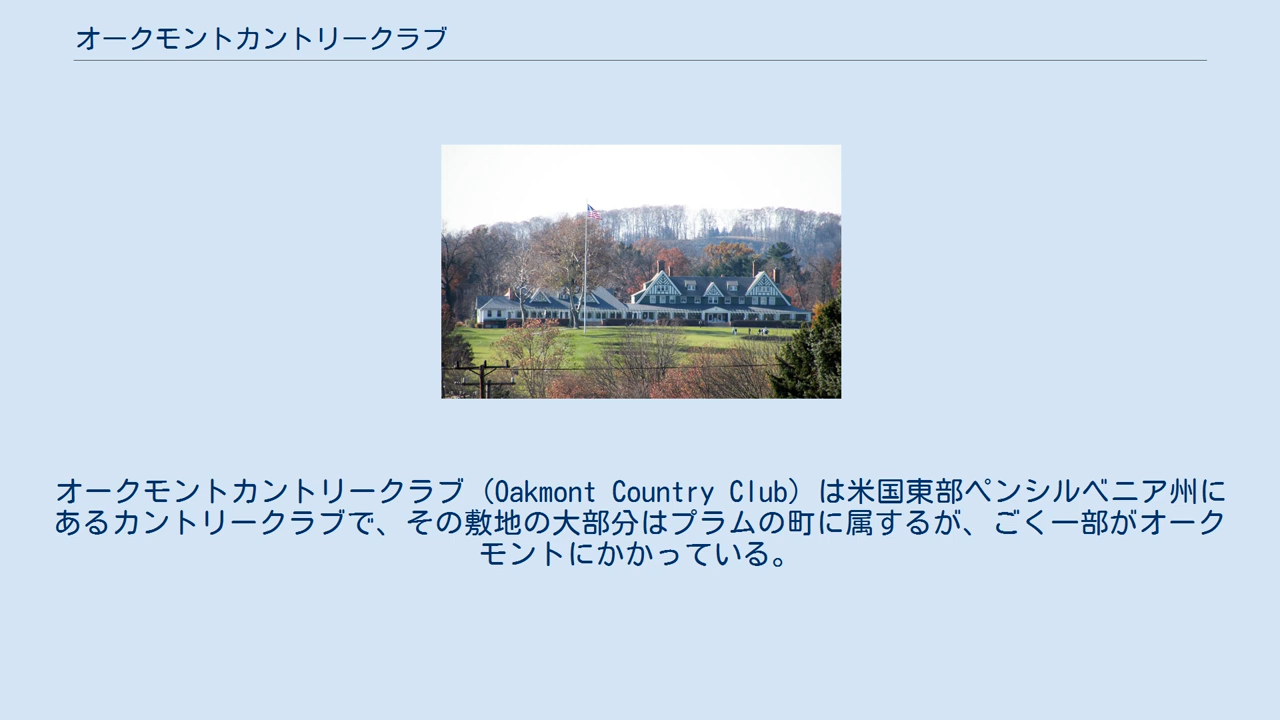 オークモントカントリークラブ
オークモントカントリークラブ（Oakmont Country Club）は米国東部ペンシルベニア州に
あるカントリークラブで、その敷地の大部分はプラムの町に属するが、ごく一部がオーク
モントにかかっている。